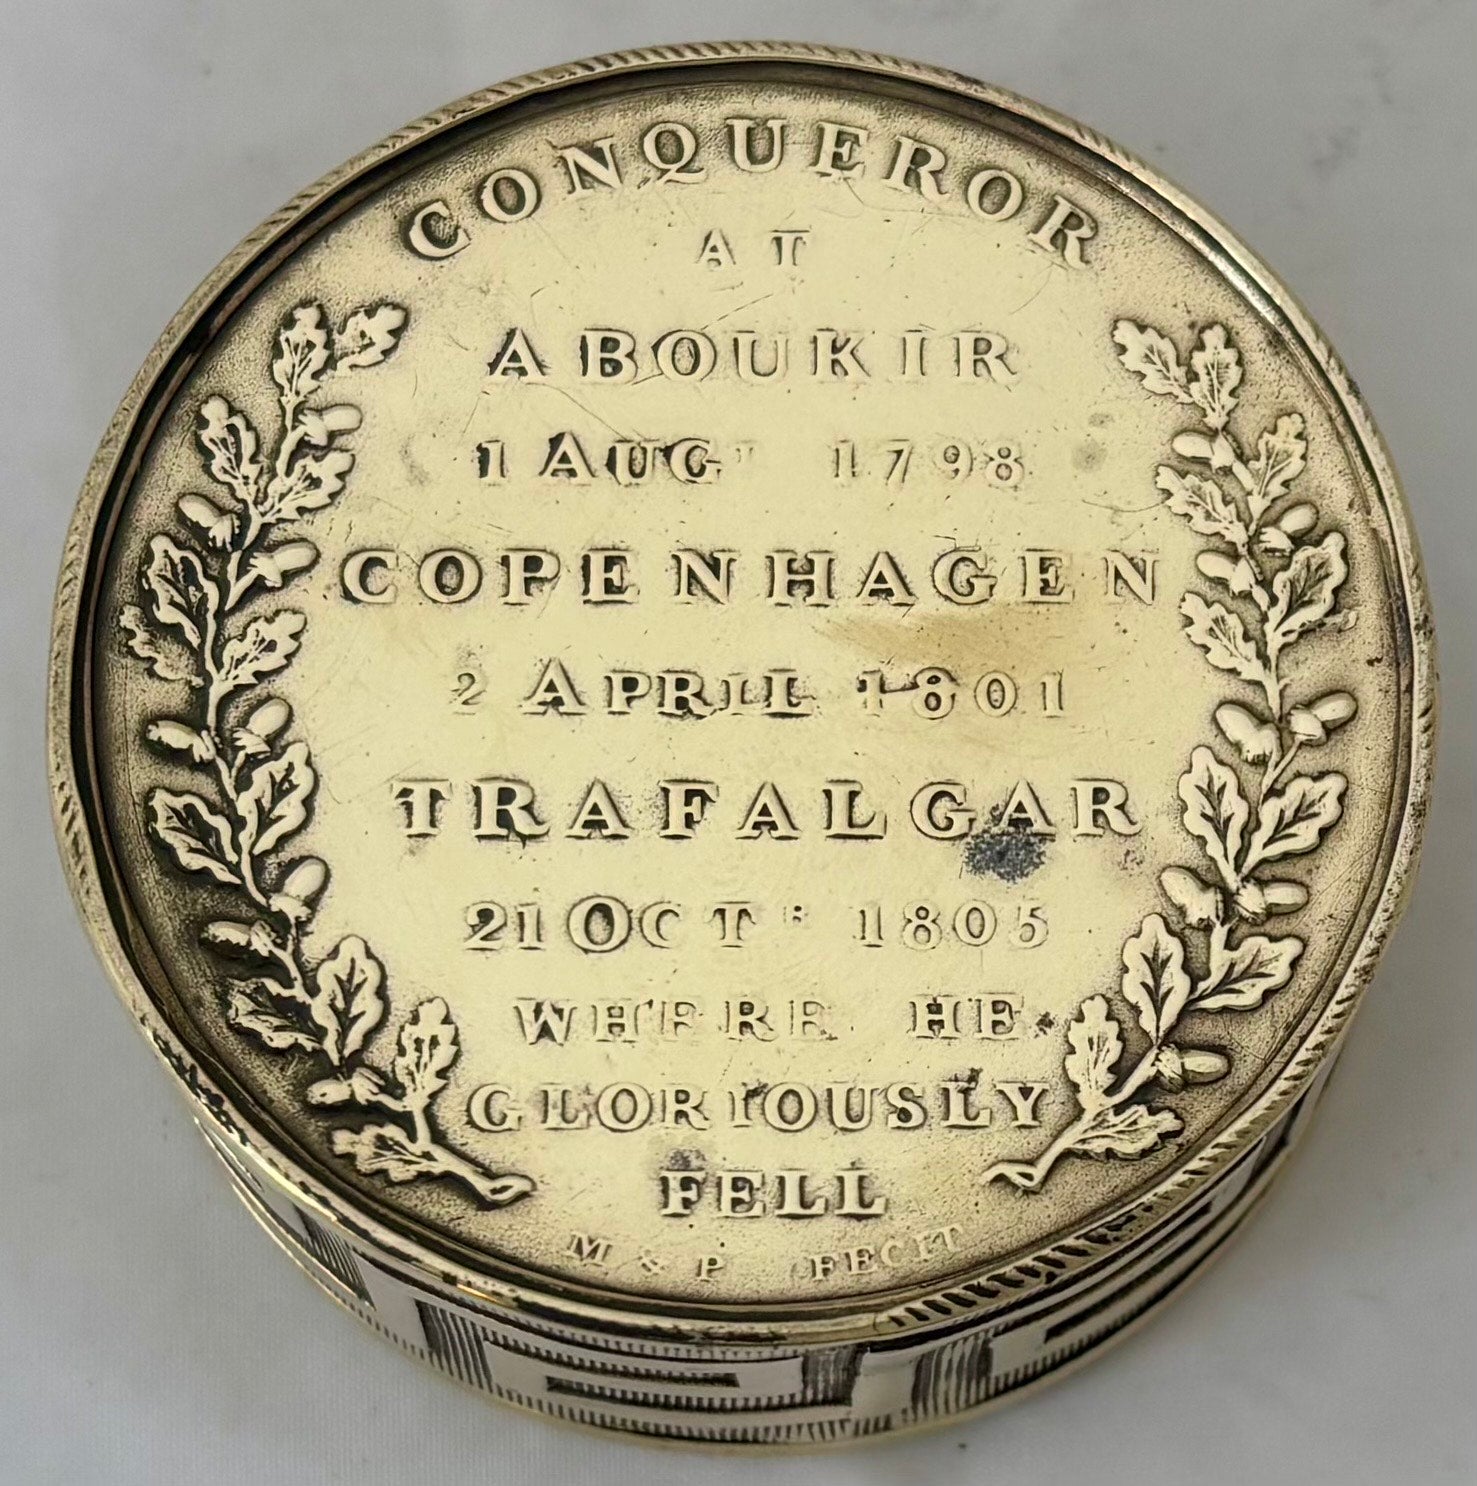 CONQUEROR
AT
ABOUKIR
1 AUGT 1798
COPENHAGEN
2 APRIL 1801
TRAFALGAR
21 OCTR 1805
WHERE HE
GLORIOUSLY
FELL
M & P FECIT